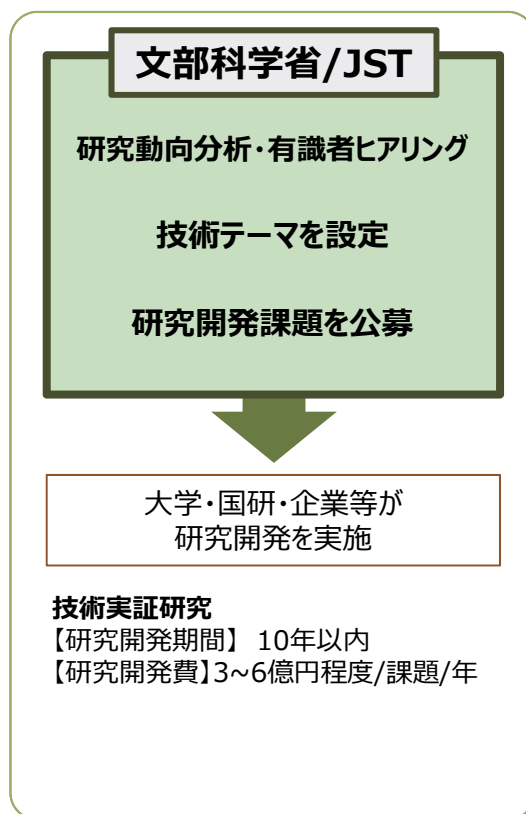 文部科学省/JST
研究動向分析・有識者ヒアリング
技術テーマを設定
研究開発課題を公募
大学・国研・企業等が
研究開発を実施
技術実証研究
【研究開発期間】 10年以内
【研究開発費】3~6億円程度/課題/年